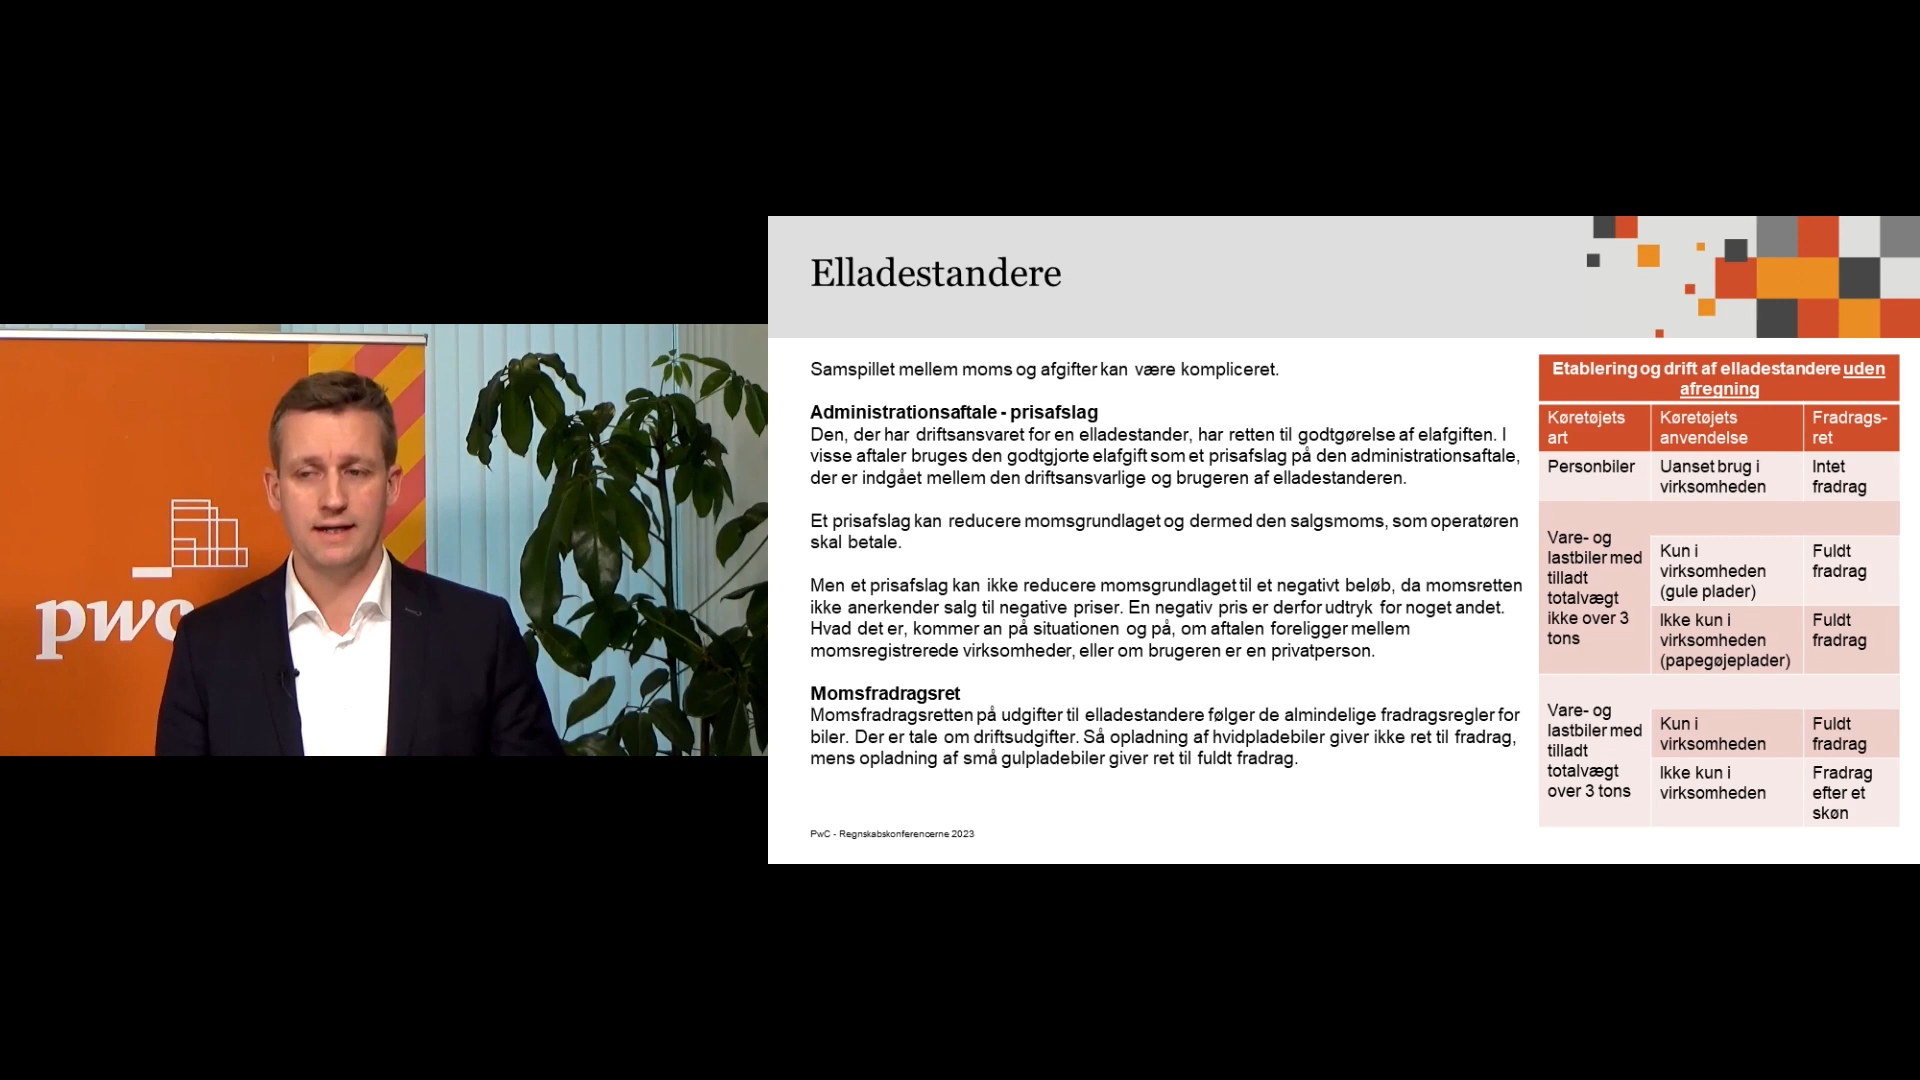 pwc
Elladestandere
Samspillet mellem moms og afgifter kan være kompliceret.
Administrationsaftale - prisafslag
Den, der har driftsansvaret for en elladestander, har retten til godtgørelse af elafgiften. I
visse aftaler bruges den godtgjorte elafgift som et prisafslag på den administrationsaftale,
der er indgået mellem den driftsansvarlige og brugeren af elladestanderen.
Et prisafslag kan reducere momsgrundlaget og dermed den salgsmoms, som operatøren
skal betale.
Men et prisafslag kan ikke reducere momsgrundlaget til et negativt beløb, da momsretten
ikke anerkender salg til negative priser. En negativ pris er derfor udtryk for noget andet.
Hvad det er, kommer an på situationen og på, om aftalen foreligger mellem
momsregistrerede virksomheder, eller om brugeren er en privatperson.
Momsfradragsret
Momsfradragsretten på udgifter til elladestandere følger de almindelige fradragsregler for
biler. Der er tale om driftsudgifter. Så opladning af hvidpladebiler giver ikke ret til fradrag,
mens opladning af små gulpladebiler giver ret til fuldt fradrag.
PwC - Regnskabskonferencerne 2023
Etablering og drift af elladestandere uden
afregning
Køretøjets
art
Køretøjets
anvendelse
Fradrags-
ret
Personbiler
Uanset brug i
virksomheden
Intet
fradrag
Vare- og
lastbiler med
tilladt
totalvægt
ikke over 3
tons
Kun i
virksomheden
(gule plader)
Fuldt
fradrag
Ikke kun i
virksomheden
(papegøjeplader)
Fuldt
fradrag
Vare- og
lastbiler med
tilladt
totalvægt
over 3 tons
Kun i
virksomheden
Fuldt
fradrag
Ikke kun i
virksomheden
Fradrag
efter et
skøn